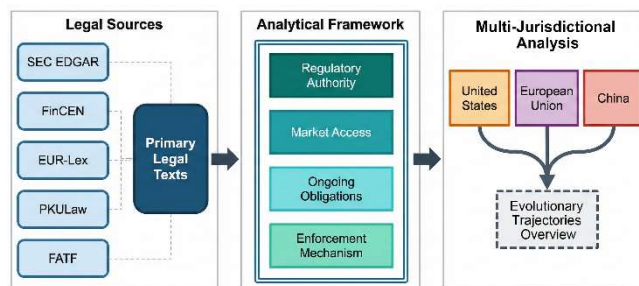 Legal Sources
SEC EDGAR
FinCEN
EUR-Lex
PKULaw
FATF
Primary
Legal
Texts
Analytical Framework
Regulatory
Authority
Market Access
Ongoing
Obligations
Enforcement
Mechanism
Multi-Jurisdictional
Analysis
United
States
European
Union
China
Evolutionary
Trajectories
Overview